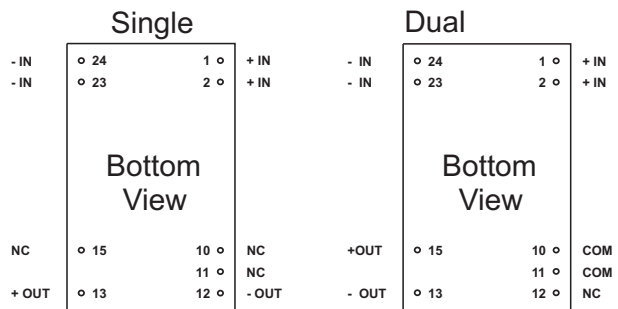 Single Dual
- IN 24 1 + IN - IN 24 1 + IN
- IN 23 2 + IN - IN 23 2 + IN
Bottom Bottom
View View
NC 15 10 NC +OUT 15 10 COM
11 NC 11 COM
+ OUT 13 12 - OUT - OUT 13 12 NC